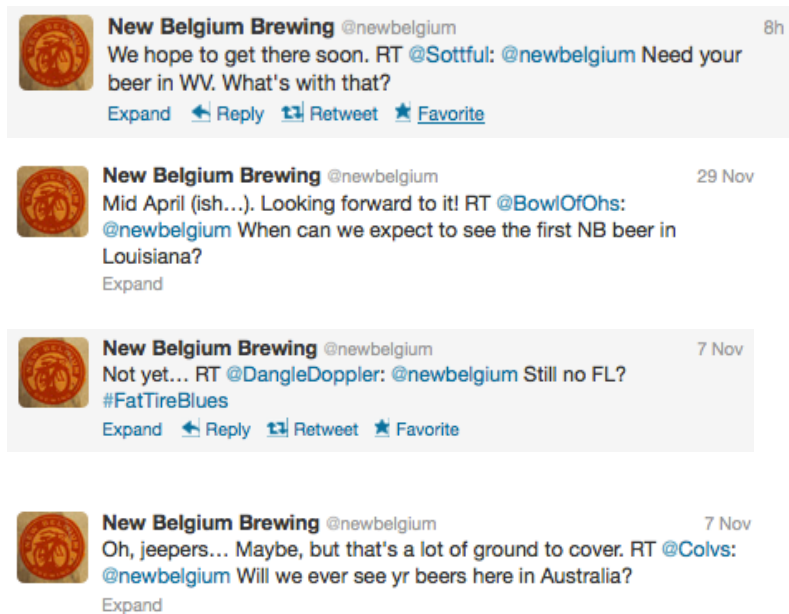 New Belgium Brewing @newbelgium 8h
We hope to get there soon. RT @Sottful: @newbelgium Need your
beer in WV. What's with that?
Expand Reply Retweet Favorite
New Belgium Brewing @newbelgium 29 Nov
Mid April (ish...). Looking forward to it! RT @BowlOfOhs:
@newbelgium When can we expect to see the first NB beer in
Louisiana?
Expand
New Belgium Brewing @newbelgium 7 Nov
Not yet... RT @DangleDoppler: @newbelgium Still no FL?
#FatTireBlues
Expand Reply Retweet Favorite
New Belgium Brewing @newbelgium 7 Nov
Oh, jeepers... Maybe, but that's a lot of ground to cover. RT @Colvs:
@newbelgium Will we ever see yr beers here in Australia?
Expand